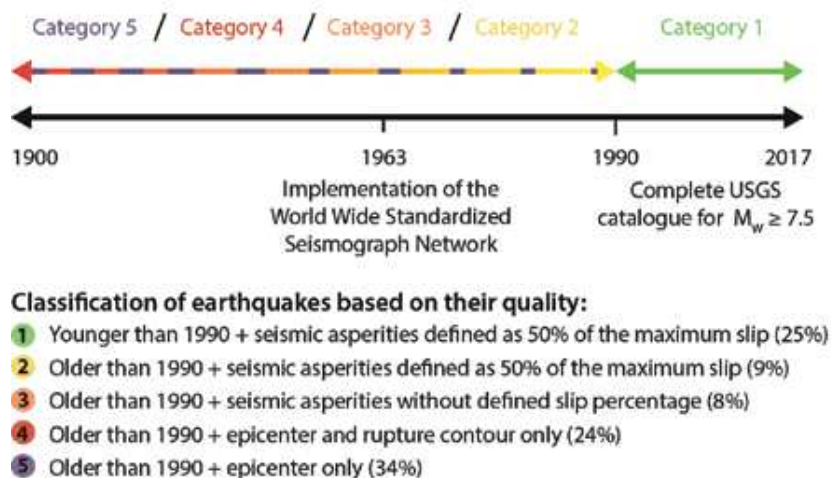 Category 5 / Category 4 / Category 3 / Category 2 Category 1
1900 1963 1990 2017
Implementation of the
World Wide Standardized
Seismograph Network
Complete USGS
catalogue for Mw ≥ 7.5
Classification of earthquakes based on their quality:
1 Younger than 1990 + seismic asperities defined as 50% of the maximum slip (25%)
2 Older than 1990 + seismic asperities defined as 50% of the maximum slip (9%)
3 Older than 1990 + seismic asperities without defined slip percentage (8%)
4 Older than 1990 + epicenter and rupture contour only (24%)
5 Older than 1990 + epicenter only (34%)